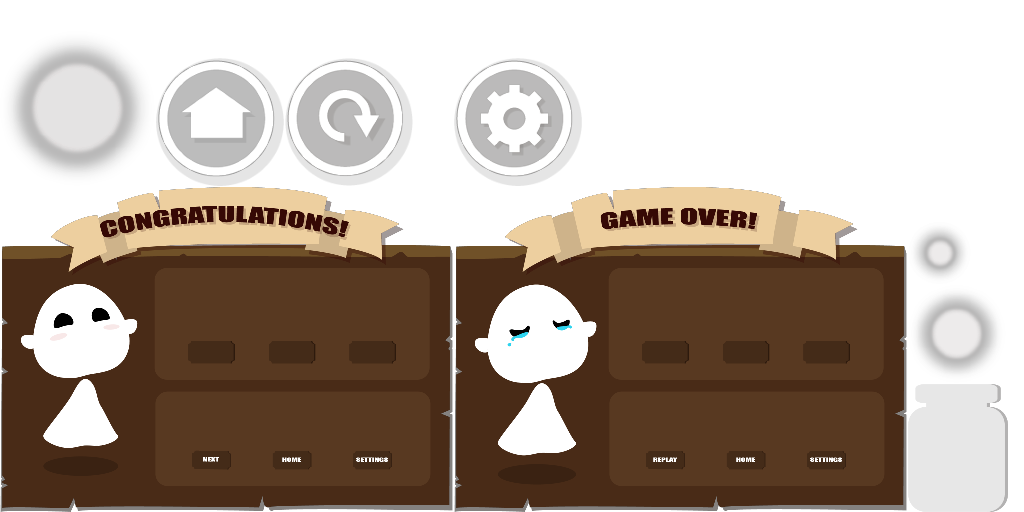 CONGRATULATIONS!
GAME OVER!
NEXT
HOME
SETTINGS
REPLAY
HOME
SETTINGS